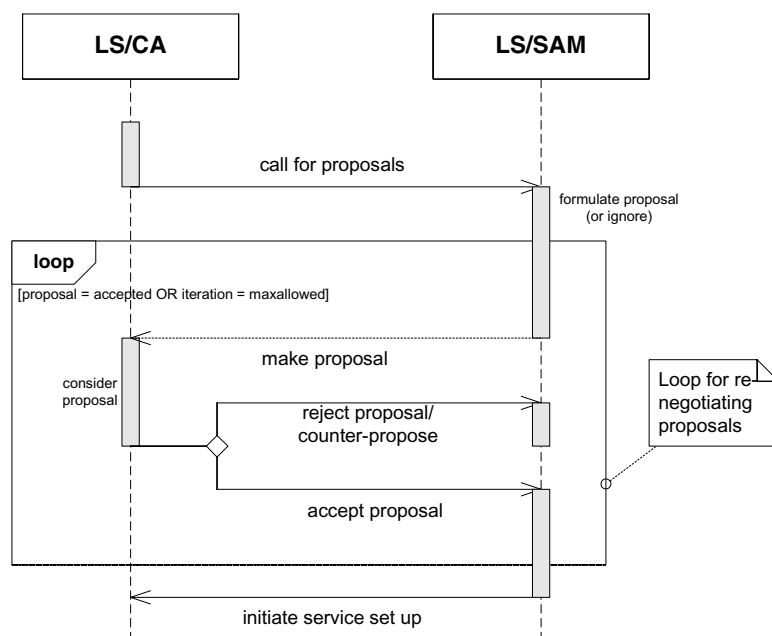 LS/CA
LS/SAM
call for proposals
formulate proposal
(or ignore)
loop
[proposal = accepted OR iteration = maxallowed]
make proposal
consider
proposal
Loop for re-
negotiating
proposals
reject proposal/
counter-propose
accept proposal
initiate service set up